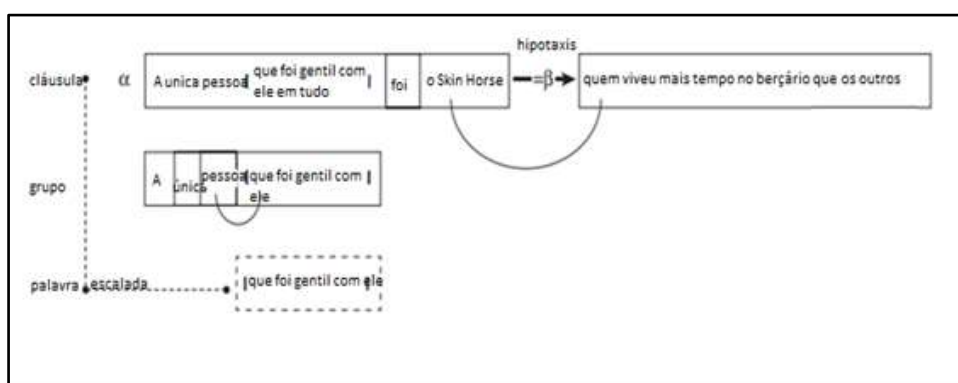 hipotaxis
cláusula α A unica pessoa que foi gentil com ele em tudo foi o Skin Horse =β quem viveu mais tempo no berçário que os outros
grupo A única pessoa que foi gentil com ele
palavra escalada que foi gentil com ele